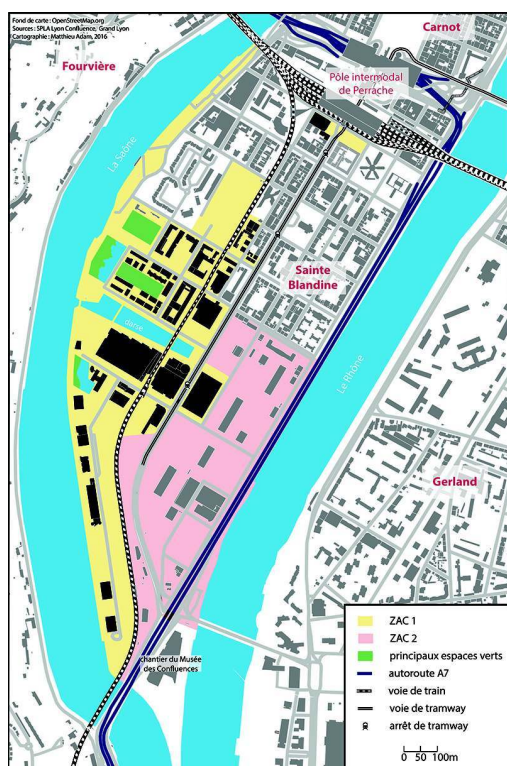 Fond de carte : OpenStreetMap.org
Sources : SPLA Lyon Confluence, Grand Lyon
Cartographie : Matthieu Adam, 2016
Carnot
Fourvière
Pôle intermodal
de Perrache
La Saône
Sainte
Blandine
darse
Le Rhône
Gerland
chantier du Musée
des Confluences
ZAC 1
ZAC 2
principaux espaces verts
autoroute A7
voie de train
voie de tramway
arrêt de tramway
0 50 100m